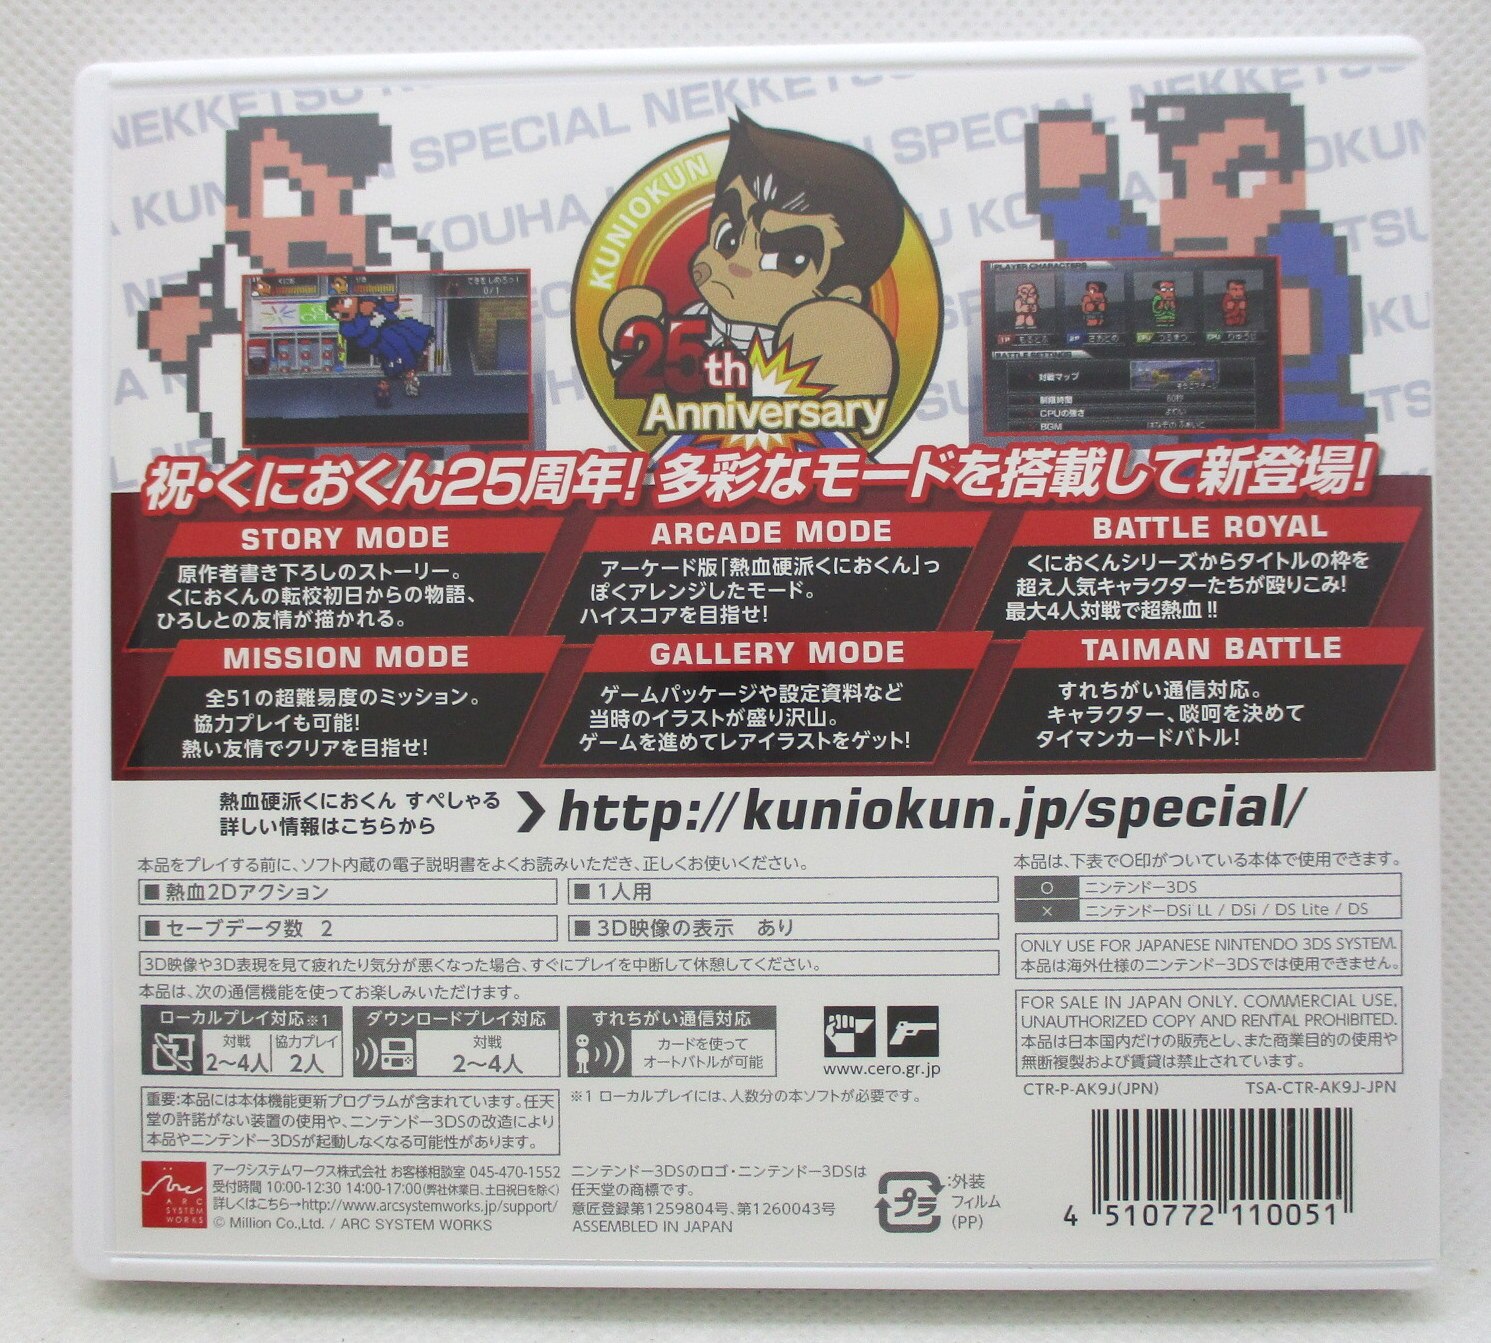 NEKKETSU KOUHA KUNIOKUN SPECIAL NEKKETSU
KUNIOKUN
25th
Anniversary
くにお
0/1
PLAYER CHARACTERS
1P
2P
CPU
CPU
BATTLE SETTINGS
対戦マップ
制限時間 60秒
CPUの強さ ふつう
BGM
祝・くにおくん25周年! 多彩なモードを搭載して新登場!
STORY MODE
原作者書き下ろしのストーリー。
くにおくんの転校初日からの物語、
ひろしとの友情が描かれる。
ARCADE MODE
アーケード版「熱血硬派くにおくん」っ
ぽくアレンジしたモード。
ハイスコアを目指せ!
BATTLE ROYAL
くにおくんシリーズからタイトルの枠を
超え人気キャラクターたちが殴りこみ!
最大4人対戦で超熱血!!
MISSION MODE
全51の超難易度のミッション。
協力プレイも可能!
熱い友情でクリアを目指せ!
GALLERY MODE
ゲームパッケージや設定資料など
当時のイラストが盛り沢山。
ゲームを進めてレアイラストをゲット!
TAIMAN BATTLE
すれちがい通信対応。
キャラクター、啖呵を決めて
タイマンカードバトル!
熱血硬派くにおくん すぺしゃる
詳しい情報はこちらから
http://kuniokun.jp/special/
本品をプレイする前に、ソフト内蔵の電子説明書をよくお読みいただき、正しくお使いください。
■ 熱血2Dアクション
■ 1人用
■ セーブデータ数 2
■ 3D映像の表示 あり
3D映像や3D表現を見て疲れたり気分が悪くなった場合、すぐにプレイを中断して休憩してください。
本品は、次の通信機能を使ってお楽しみいただけます。
ローカルプレイ対応※1
対戦 2〜4人
協力プレイ 2人
ダウンロードプレイ対応
対戦
2〜4人
すれちがい通信対応
カードを使って
オートバトルが可能
www.cero.gr.jp
※1 ローカルプレイには、人数分の本ソフトが必要です。
重要:本品には本体機能更新プログラムが含まれています。任天
堂の許諾がない装置の使用や、ニンテンドー3DSの改造により
本品やニンテンドー3DSが起動しなくなる可能性があります。
ARC
SYSTEM
WORKS
アークシステムワークス株式会社 お客様相談室 045-470-1552
受付時間 10:00-12:30 14:00-17:00(弊社休業日、土日祝日を除く)
詳しくはこちら→http://www.arcsystemworks.jp/support/
© Million Co.,Ltd. / ARC SYSTEM WORKS
ニンテンドー3DSのロゴ・ニンテンドー3DSは
任天堂の商標です。
意匠登録第1259804号、第1260043号
ASSEMBLED IN JAPAN
プラ
:外装
フィルム
(PP)
本品は、下表で〇印がついている本体で使用できます。
〇 ニンテンドー3DS
× ニンテンドーDSi LL / DSi / DS Lite / DS
ONLY USE FOR JAPANESE NINTENDO 3DS SYSTEM.
本品は海外仕様のニンテンドー3DSでは使用できません。
FOR SALE IN JAPAN ONLY. COMMERCIAL USE,
UNAUTHORIZED COPY AND RENTAL PROHIBITED.
本品は日本国内だけの販売とし、また商業目的の使用や
無断複製および賃貸は禁止されています。
CTR-P-AK9J(JPN) TSA-CTR-AK9J-JPN
4 510772 110051